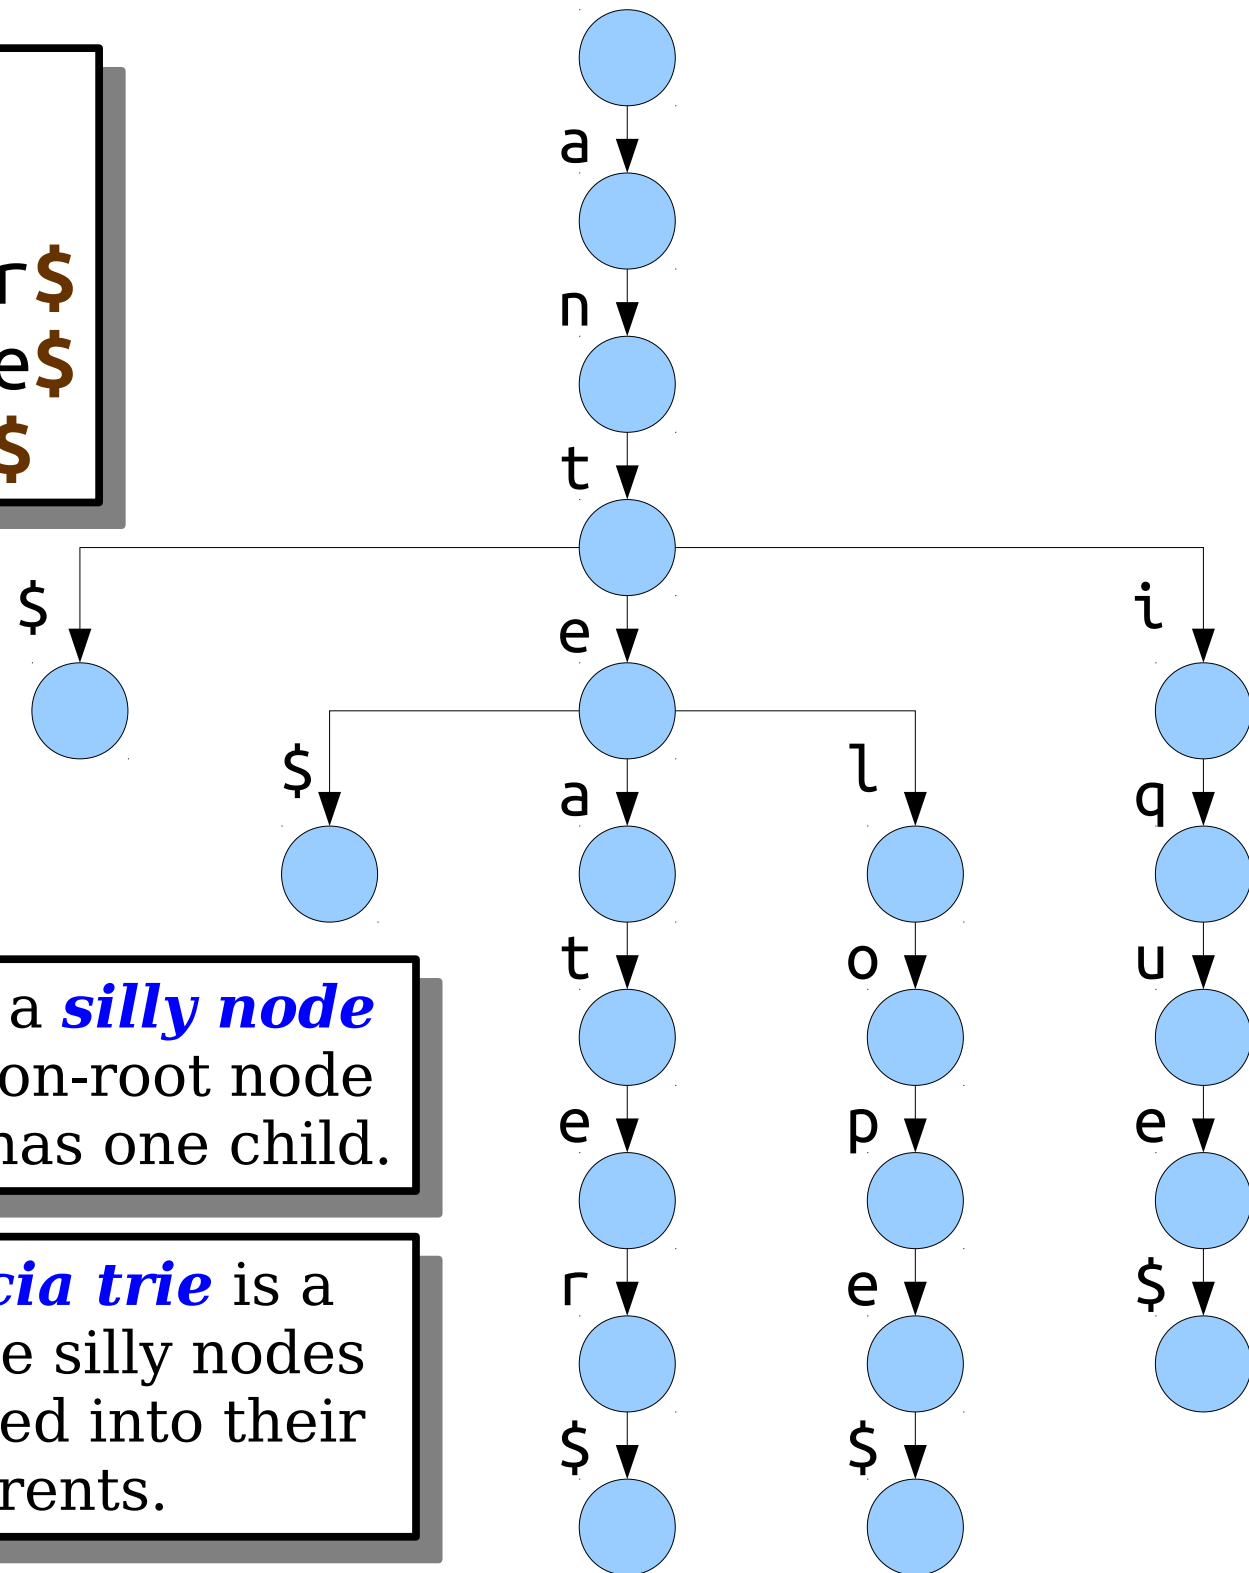 r$
e$
$
a
n
t
$ e i
$ a l q
t o u
e p e
r e $
$ $
a silly node
on-root node
has one child.
cia trie is a
e silly nodes
ed into their
rents.